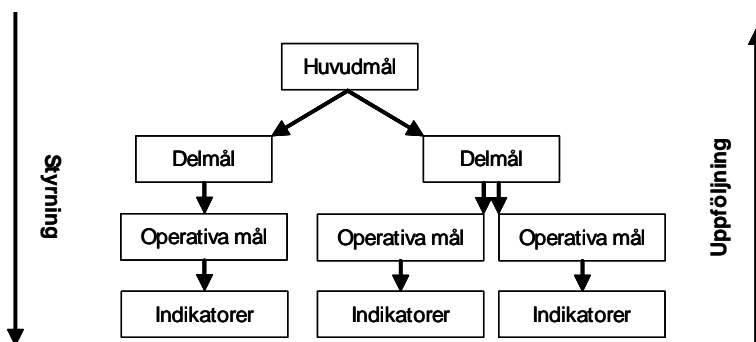 Huvudmål
Delmål
Delmål
Styrning
Uppföljning
Operativa mål
Operativa mål
Operativa mål
Indikatorer
Indikatorer
Indikatorer